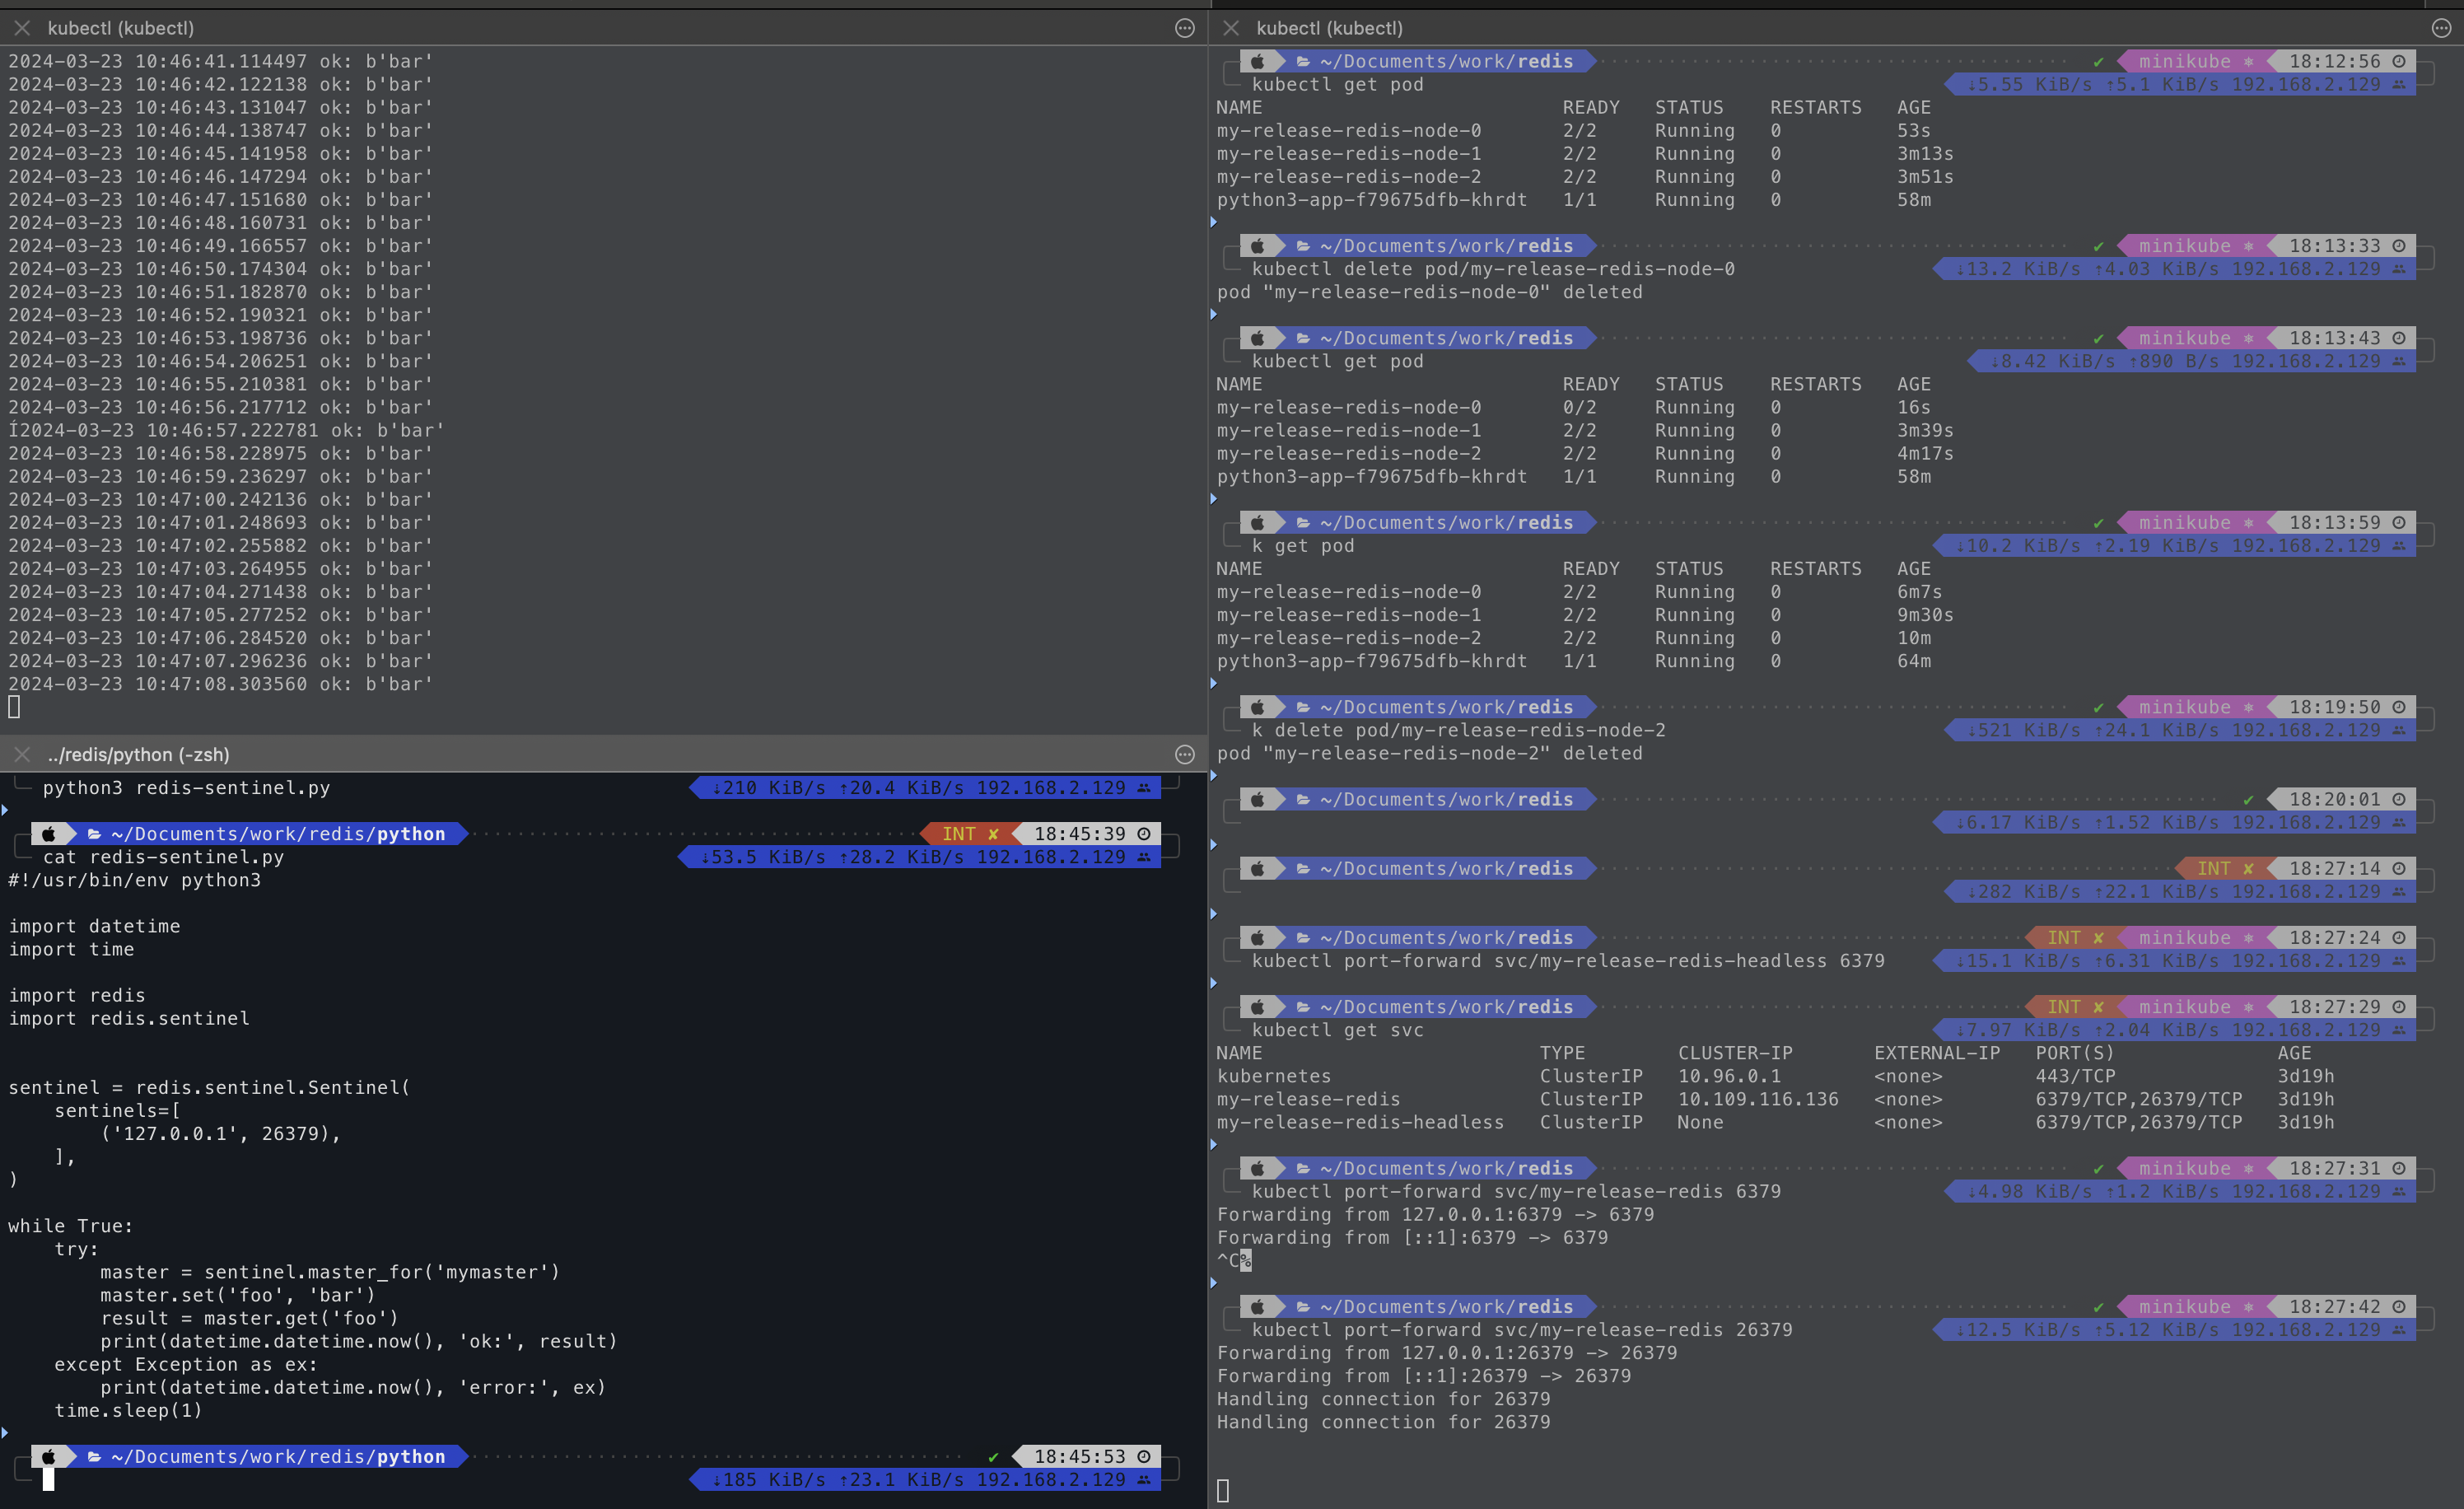 kubectl (kubectl)
2024-03-23 10:46:41.114497 ok: b'bar'
2024-03-23 10:46:42.122138 ok: b'bar'
2024-03-23 10:46:43.131047 ok: b'bar'
2024-03-23 10:46:44.138747 ok: b'bar'
2024-03-23 10:46:45.141958 ok: b'bar'
2024-03-23 10:46:46.147294 ok: b'bar'
2024-03-23 10:46:47.151680 ok: b'bar'
2024-03-23 10:46:48.160731 ok: b'bar'
2024-03-23 10:46:49.166557 ok: b'bar'
2024-03-23 10:46:50.174304 ok: b'bar'
2024-03-23 10:46:51.182870 ok: b'bar'
2024-03-23 10:46:52.190321 ok: b'bar'
2024-03-23 10:46:53.198736 ok: b'bar'
2024-03-23 10:46:54.206251 ok: b'bar'
2024-03-23 10:46:55.210381 ok: b'bar'
2024-03-23 10:46:56.217712 ok: b'bar'
Í2024-03-23 10:46:57.222781 ok: b'bar'
2024-03-23 10:46:58.228975 ok: b'bar'
2024-03-23 10:46:59.236297 ok: b'bar'
2024-03-23 10:47:00.242136 ok: b'bar'
2024-03-23 10:47:01.248693 ok: b'bar'
2024-03-23 10:47:02.255882 ok: b'bar'
2024-03-23 10:47:03.264955 ok: b'bar'
2024-03-23 10:47:04.271438 ok: b'bar'
2024-03-23 10:47:05.277252 ok: b'bar'
2024-03-23 10:47:06.284520 ok: b'bar'
2024-03-23 10:47:07.296236 ok: b'bar'
2024-03-23 10:47:08.303560 ok: b'bar'
../redis/python (-zsh)
python3 redis-sentinel.py ↓210 KiB/s ↑20.4 KiB/s 192.168.2.129
~/Documents/work/redis/python INT ✘ 18:45:39
cat redis-sentinel.py ↓53.5 KiB/s ↑28.2 KiB/s 192.168.2.129
#!/usr/bin/env python3
import datetime
import time
import redis
import redis.sentinel
sentinel = redis.sentinel.Sentinel(
    sentinels=[
        ('127.0.0.1', 26379),
    ],
)
while True:
    try:
        master = sentinel.master_for('mymaster')
        master.set('foo', 'bar')
        result = master.get('foo')
        print(datetime.datetime.now(), 'ok:', result)
    except Exception as ex:
        print(datetime.datetime.now(), 'error:', ex)
    time.sleep(1)
~/Documents/work/redis/python ✔ 18:45:53
↓185 KiB/s ↑23.1 KiB/s 192.168.2.129
kubectl (kubectl)
~/Documents/work/redis ✔ minikube ⎈ 18:12:56
kubectl get pod ↓5.55 KiB/s ↑5.1 KiB/s 192.168.2.129
NAME READY STATUS RESTARTS AGE
my-release-redis-node-0 2/2 Running 0 53s
my-release-redis-node-1 2/2 Running 0 3m13s
my-release-redis-node-2 2/2 Running 0 3m51s
python3-app-f79675dfb-khrdt 1/1 Running 0 58m
~/Documents/work/redis ✔ minikube ⎈ 18:13:33
kubectl delete pod/my-release-redis-node-0 ↓13.2 KiB/s ↑4.03 KiB/s 192.168.2.129
pod "my-release-redis-node-0" deleted
~/Documents/work/redis ✔ minikube ⎈ 18:13:43
kubectl get pod ↓8.42 KiB/s ↑890 B/s 192.168.2.129
NAME READY STATUS RESTARTS AGE
my-release-redis-node-0 0/2 Running 0 16s
my-release-redis-node-1 2/2 Running 0 3m39s
my-release-redis-node-2 2/2 Running 0 4m17s
python3-app-f79675dfb-khrdt 1/1 Running 0 58m
~/Documents/work/redis ✔ minikube ⎈ 18:13:59
k get pod ↓10.2 KiB/s ↑2.19 KiB/s 192.168.2.129
NAME READY STATUS RESTARTS AGE
my-release-redis-node-0 2/2 Running 0 6m7s
my-release-redis-node-1 2/2 Running 0 9m30s
my-release-redis-node-2 2/2 Running 0 10m
python3-app-f79675dfb-khrdt 1/1 Running 0 64m
~/Documents/work/redis ✔ minikube ⎈ 18:19:50
k delete pod/my-release-redis-node-2 ↓521 KiB/s ↑24.1 KiB/s 192.168.2.129
pod "my-release-redis-node-2" deleted
~/Documents/work/redis ✔ 18:20:01
↓6.17 KiB/s ↑1.52 KiB/s 192.168.2.129
~/Documents/work/redis INT ✘ 18:27:14
↓282 KiB/s ↑22.1 KiB/s 192.168.2.129
~/Documents/work/redis INT ✘ minikube ⎈ 18:27:24
kubectl port-forward svc/my-release-redis-headless 6379 ↓15.1 KiB/s ↑6.31 KiB/s 192.168.2.129
~/Documents/work/redis INT ✘ minikube ⎈ 18:27:29
kubectl get svc ↓7.97 KiB/s ↑2.04 KiB/s 192.168.2.129
NAME TYPE CLUSTER-IP EXTERNAL-IP PORT(S) AGE
kubernetes ClusterIP 10.96.0.1 <none> 443/TCP 3d19h
my-release-redis ClusterIP 10.109.116.136 <none> 6379/TCP,26379/TCP 3d19h
my-release-redis-headless ClusterIP None <none> 6379/TCP,26379/TCP 3d19h
~/Documents/work/redis ✔ minikube ⎈ 18:27:31
kubectl port-forward svc/my-release-redis 6379 ↓4.98 KiB/s ↑1.2 KiB/s 192.168.2.129
Forwarding from 127.0.0.1:6379 -> 6379
Forwarding from [::1]:6379 -> 6379
^C%
~/Documents/work/redis ✔ minikube ⎈ 18:27:42
kubectl port-forward svc/my-release-redis 26379 ↓12.5 KiB/s ↑5.12 KiB/s 192.168.2.129
Forwarding from 127.0.0.1:26379 -> 26379
Forwarding from [::1]:26379 -> 26379
Handling connection for 26379
Handling connection for 26379